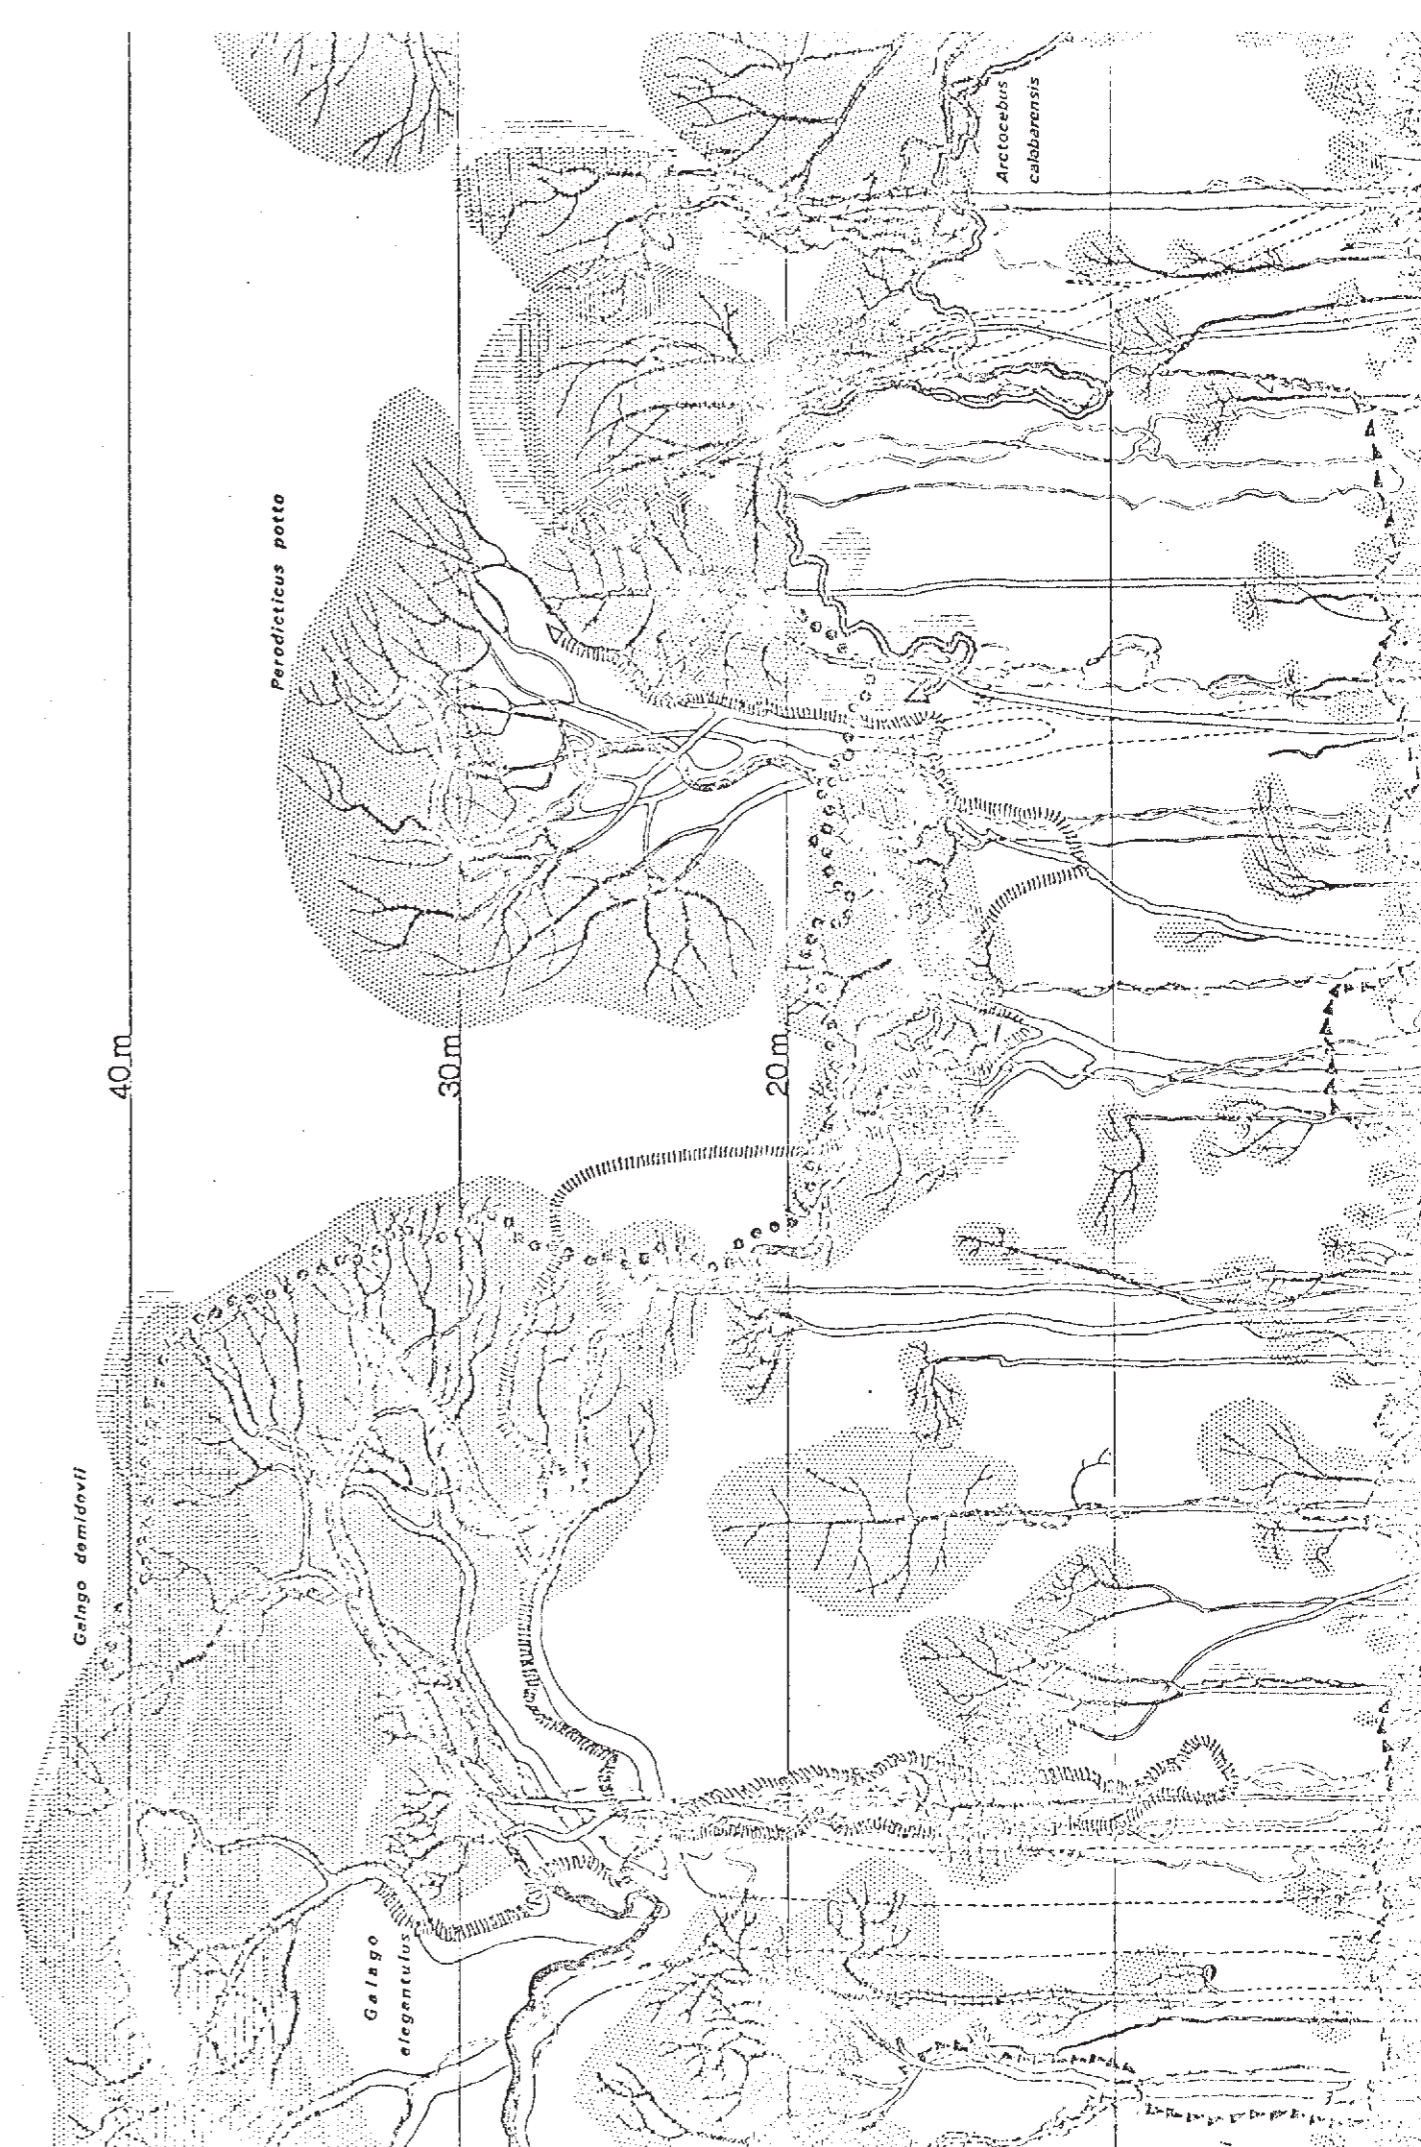 40 m
30 m
20 m
Galago demidovii
Galago
elegantulus
Perodicticus potto
Arctocebus
calabarensis